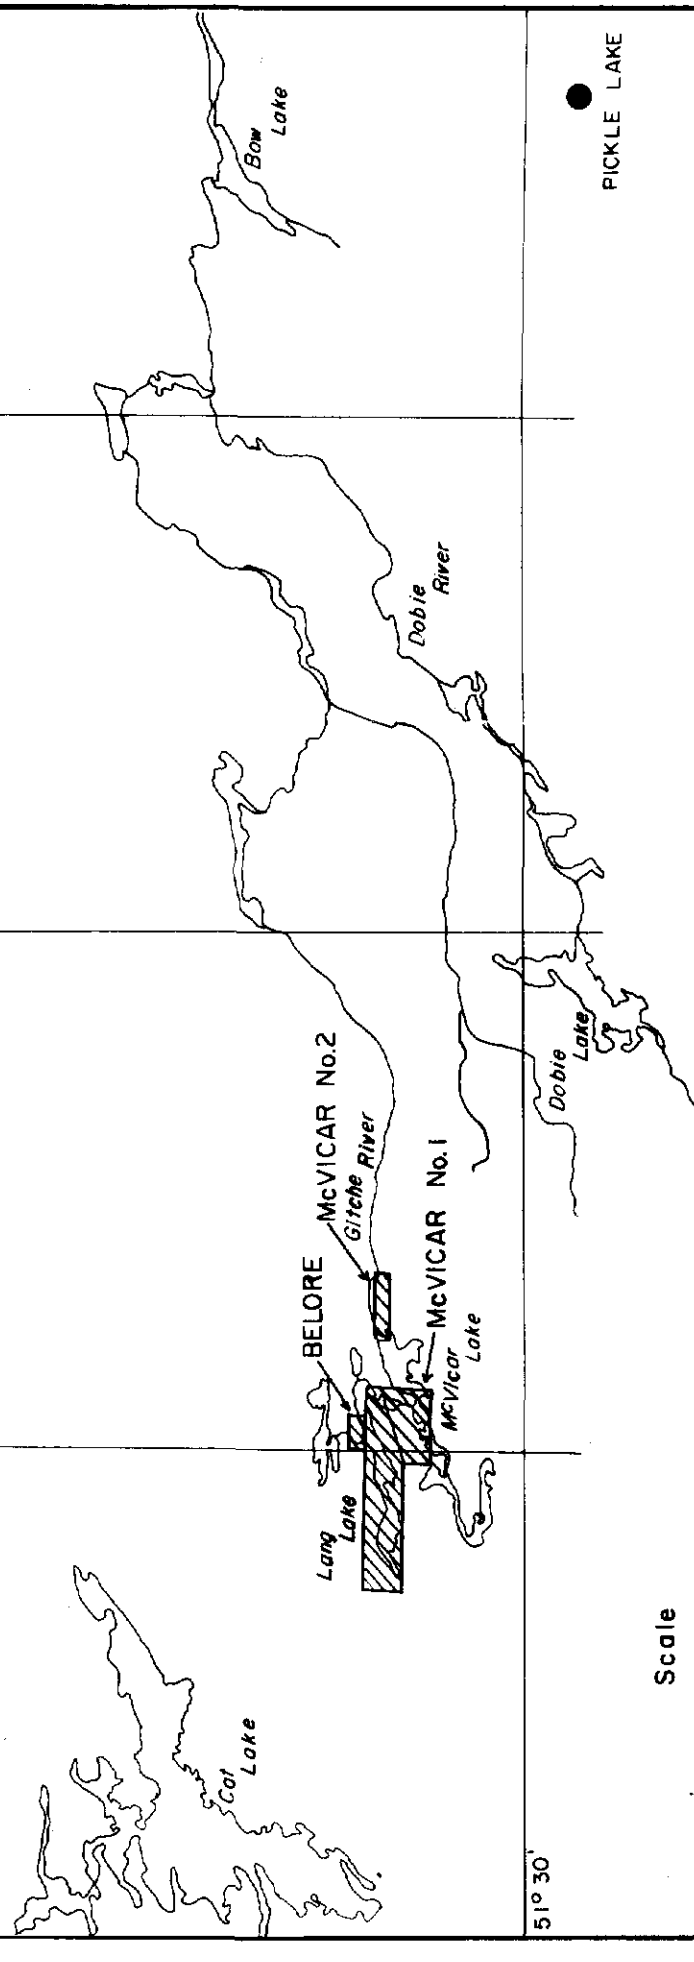 Bow
Lake
PICKLE LAKE
Dobie
River
Dobie
Lake
McVICAR No.2
Gitche River
BELORE
McVICAR No.1
McVicar
Lake
Lang
Lake
Cat
Lake
51° 30'
Scale